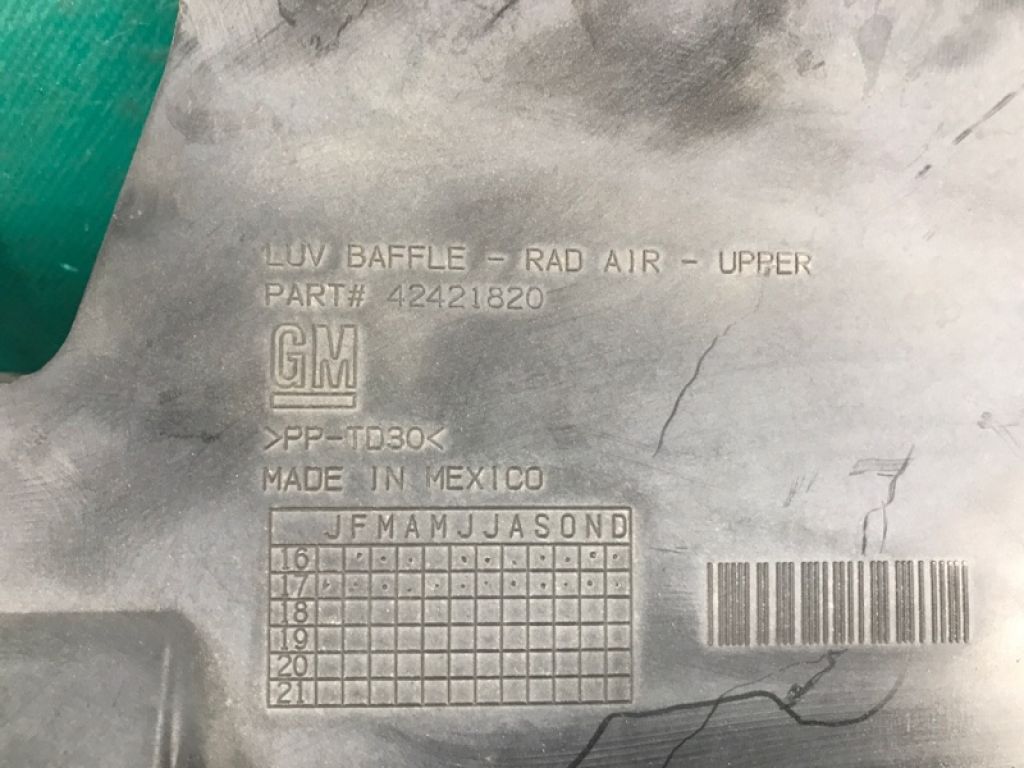 LUV BAFFLE - RAD AIR - UPPER
PART# 42421820
GM
>PP-TD30<
MADE IN MEXICO
J F M A M J J A S O N D
16
17
18
19
20
21